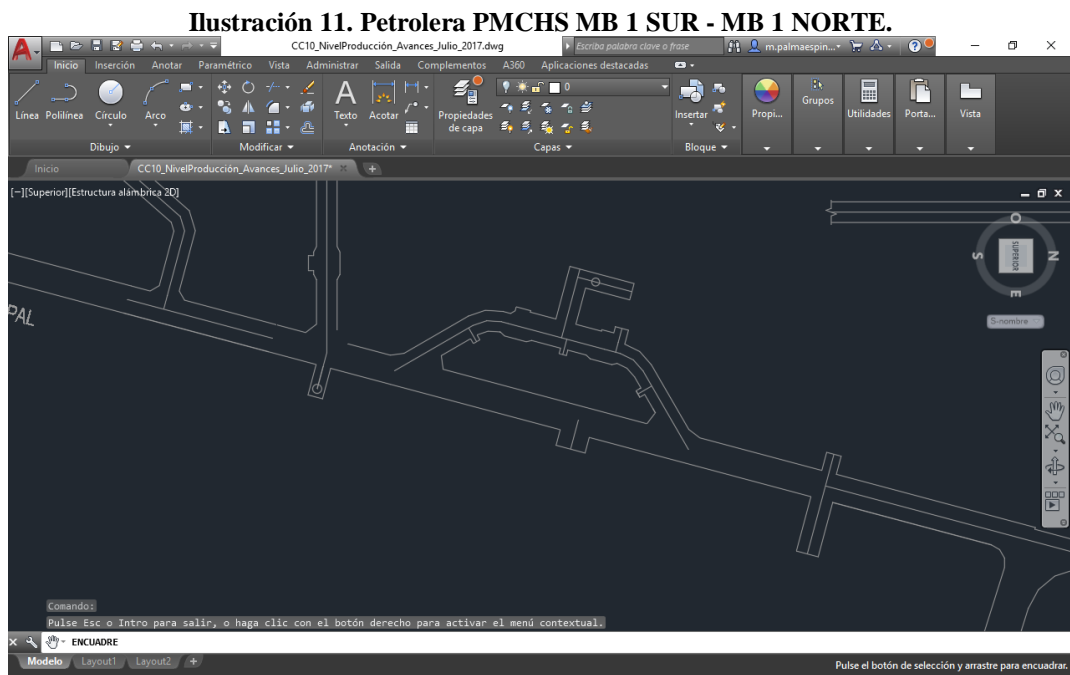 Ilustración 11. Petrolera PMCHS MB 1 SUR - MB 1 NORTE.
CC10_NivelProducción_Avances_Julio_2017.dwg
Escriba palabra clave o frase
m.palmaespin...
Inicio Inserción Anotar Paramétrico Vista Administrar Salida Complementos A360 Aplicaciones destacadas
0
Línea Polilínea Círculo Arco
Texto Acotar
Propiedades de capa
Insertar
Propi...
Grupos
Utilidades
Porta...
Vista
Dibujo Modificar Anotación Capas Bloque
Inicio CC10_NivelProducción_Avances_Julio_2017*
[−][Superior][Estructura alámbrica 2D]
O
S SUPERIOR N
E
S-nombre
PAL
Comando:
Pulse Esc o Intro para salir, o haga clic con el botón derecho para activar el menú contextual.
ENCUADRE
Modelo Layout1 Layout2 +
Pulse el botón de selección y arrastre para encuadrar.